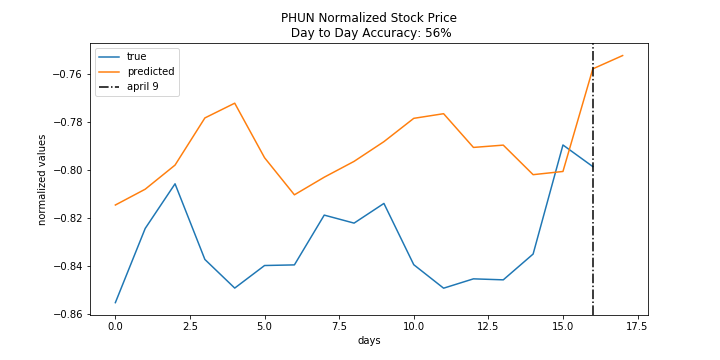 PHUN Normalized Stock Price
Day to Day Accuracy: 56%
true
predicted
april 9
normalized values
−0.76
−0.78
−0.80
−0.82
−0.84
−0.86
0.0 2.5 5.0 7.5 10.0 12.5 15.0 17.5
days